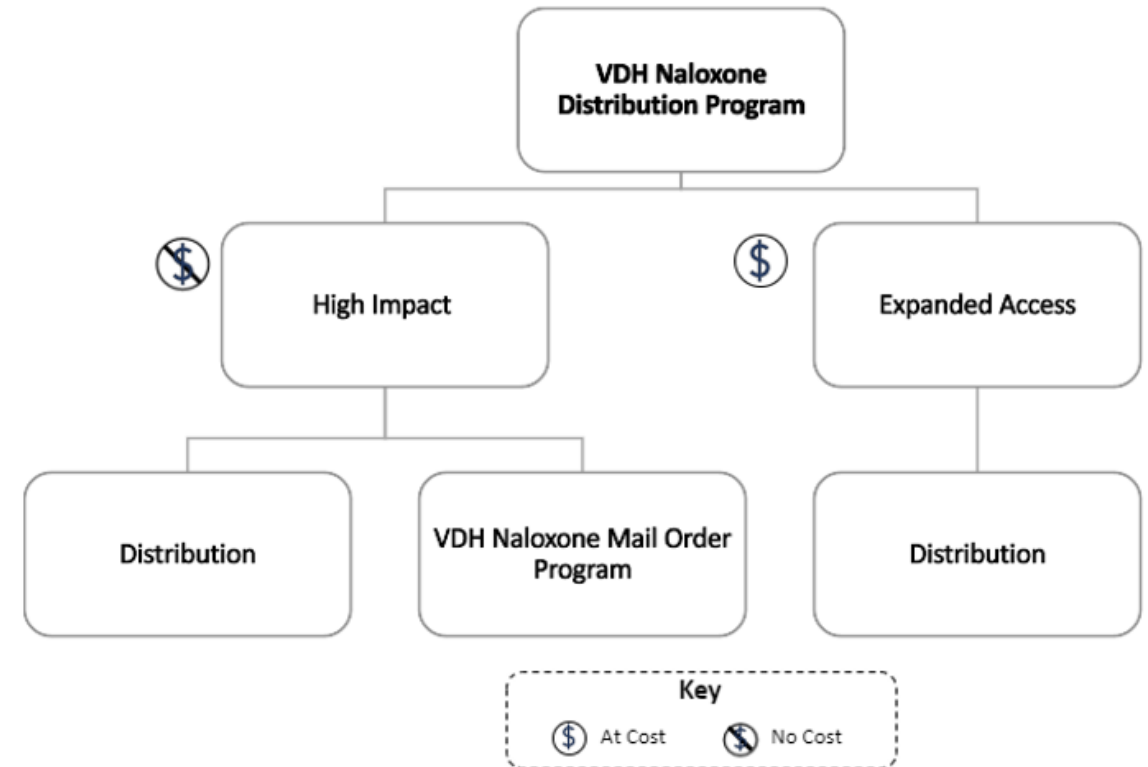 VDH Naloxone
Distribution Program
$
$
High Impact
Expanded Access
Distribution
VDH Naloxone Mail Order
Program
Distribution
Key
$ At Cost
$ No Cost